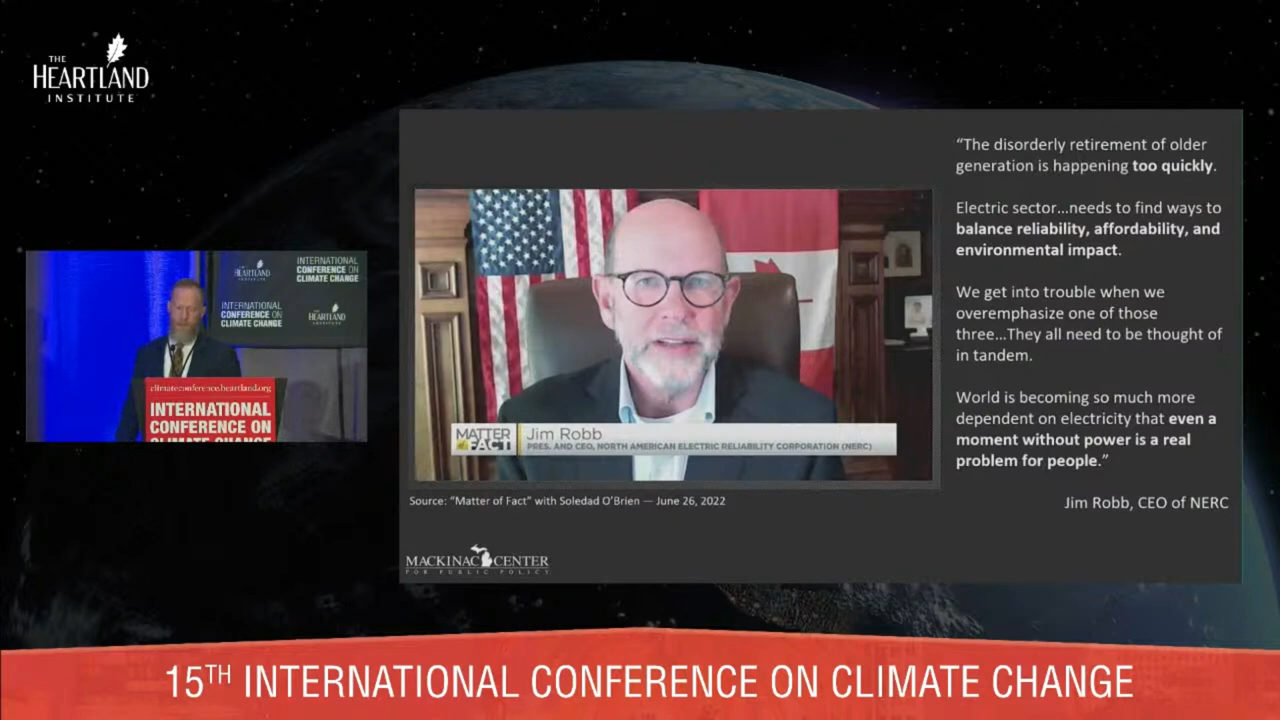 THE
HEARTLAND
INSTITUTE
"The disorderly retirement of older
generation is happening too quickly.
Electric sector...needs to find ways to
balance reliability, affordability, and
environmental impact.
We get into trouble when we
overemphasize one of those
three...They all need to be thought of
in tandem.
World is becoming so much more
dependent on electricity that even a
moment without power is a real
problem for people."
Jim Robb, CEO of NERC
MATTER
OF FACT
Jim Robb
PRES. AND CEO, NORTH AMERICAN ELECTRIC RELIABILITY CORPORATION (NERC)
Source: "Matter of Fact" with Soledad O'Brien — June 26, 2022
MACKINAC CENTER
FOR PUBLIC POLICY
HEARTLAND
INTERNATIONAL
CONFERENCE ON
CLIMATE CHANGE
INTERNATIONAL
CONFERENCE ON
CLIMATE CHANGE
HEARTLAND
climateconference.heartland.org
INTERNATIONAL
CONFERENCE ON
CLIMATE CHANGE
15TH INTERNATIONAL CONFERENCE ON CLIMATE CHANGE